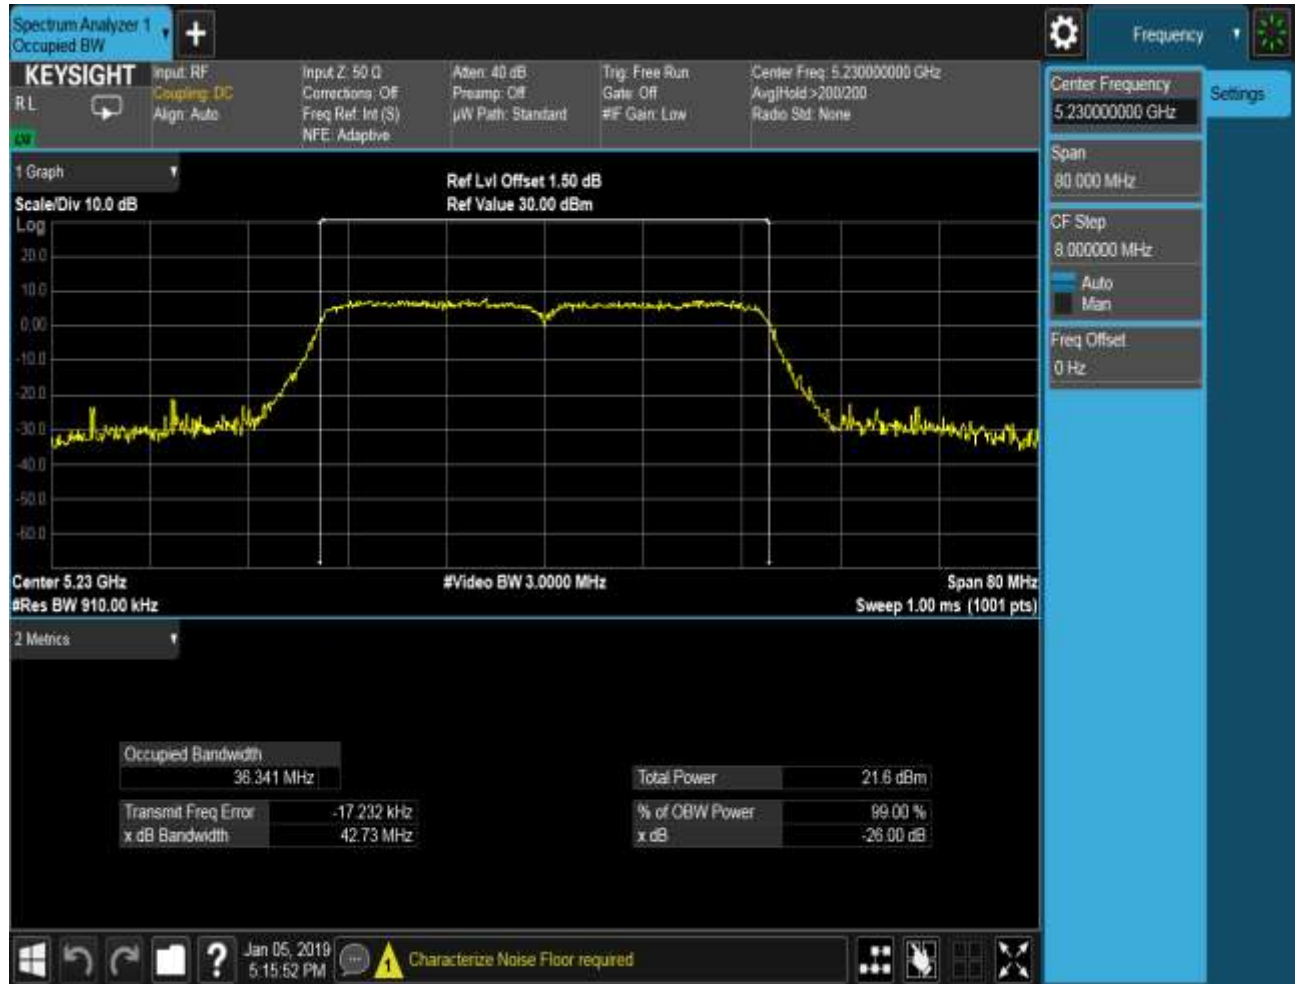 Spectrum Analyzer 1
Occupied BW
Frequency
KEYSIGHT
RL
Input: RF
Coupling: DC
Align: Auto
Input Z: 50 Ω
Corrections: Off
Freq Ref: Int (S)
NFE: Adaptive
Atten: 40 dB
Preamp: Off
µW Path: Standard
Trig: Free Run
Gate: Off
#IF Gain: Low
Center Freq: 5.230000000 GHz
Avg|Hold:>200/200
Radio Std: None
Center Frequency
5.230000000 GHz
Settings
Span
80.000 MHz
CF Step
8.000000 MHz
Auto
Man
Freq Offset
0 Hz
1 Graph
Scale/Div 10.0 dB
Ref Lvl Offset 1.50 dB
Ref Value 30.00 dBm
Log
20.0
10.0
0.00
-10.0
-20.0
-30.0
-40.0
-50.0
-60.0
Center 5.23 GHz
#Video BW 3.0000 MHz
Span 80 MHz
#Res BW 910.00 kHz
Sweep 1.00 ms (1001 pts)
2 Metrics
Occupied Bandwidth
36.341 MHz
Total Power 21.6 dBm
Transmit Freq Error -17.232 kHz
% of OBW Power 99.00 %
x dB Bandwidth 42.73 MHz
x dB -26.00 dB
Jan 05, 2019
5:15:52 PM
1
Characterize Noise Floor required